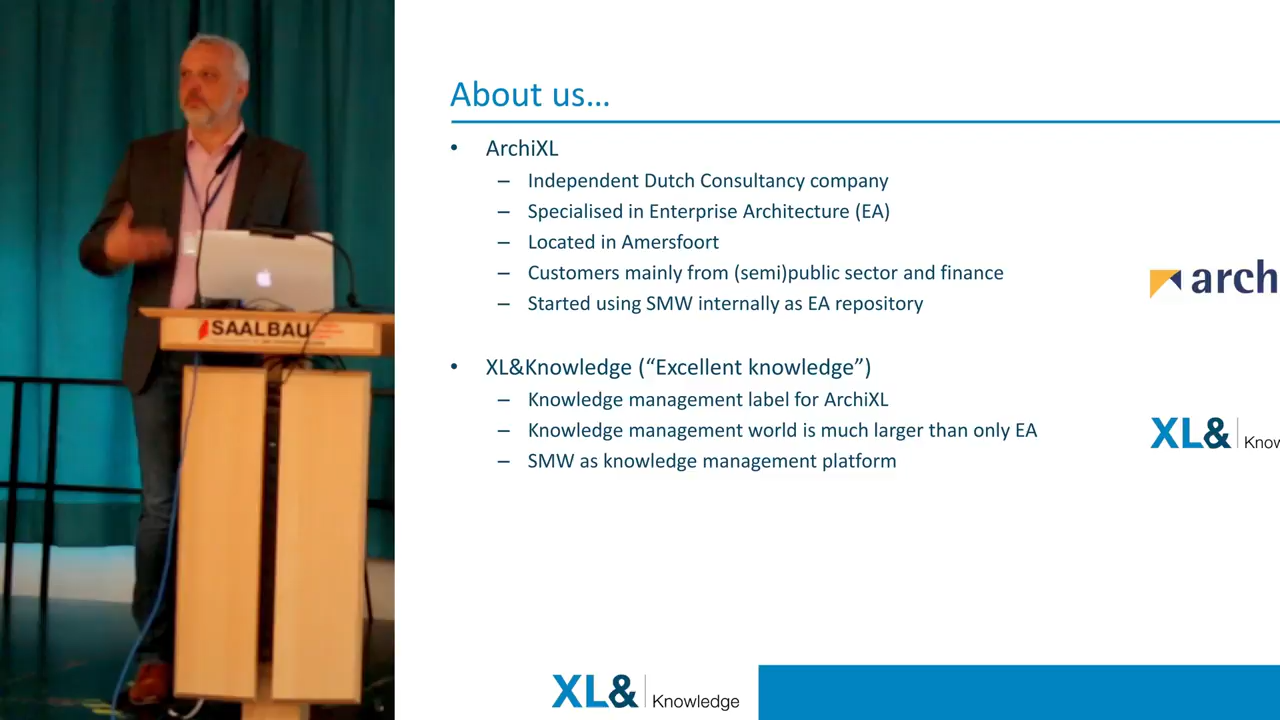 About us...
• ArchiXL
– Independent Dutch Consultancy company
– Specialised in Enterprise Architecture (EA)
– Located in Amersfoort
– Customers mainly from (semi)public sector and finance
– Started using SMW internally as EA repository
arch
• XL&Knowledge (“Excellent knowledge”)
– Knowledge management label for ArchiXL
– Knowledge management world is much larger than only EA
– SMW as knowledge management platform
XL& Know
SAALBAU
XL& Knowledge